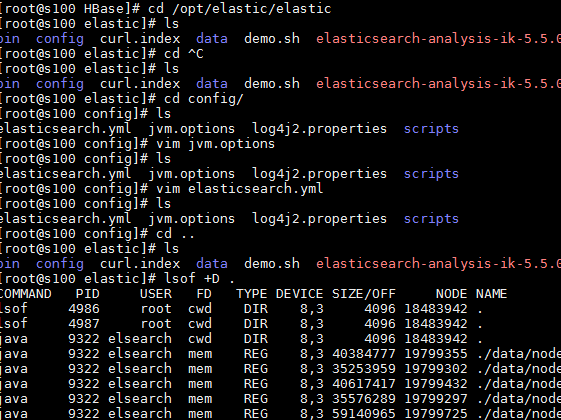 [root@s100 HBase]# cd /opt/elastic/elastic
[root@s100 elastic]# ls
bin config curl.index data demo.sh elasticsearch-analysis-ik-5.5.0
[root@s100 elastic]# cd ^C
[root@s100 elastic]# ls
bin config curl.index data demo.sh elasticsearch-analysis-ik-5.5.0
[root@s100 elastic]# cd config/
[root@s100 config]# ls
elasticsearch.yml jvm.options log4j2.properties scripts
[root@s100 config]# vim jvm.options
[root@s100 config]# ls
elasticsearch.yml jvm.options log4j2.properties scripts
[root@s100 config]# vim elasticsearch.yml
[root@s100 config]# ls
elasticsearch.yml jvm.options log4j2.properties scripts
[root@s100 config]# cd ..
[root@s100 elastic]# ls
bin config curl.index data demo.sh elasticsearch-analysis-ik-5.5.0
[root@s100 elastic]# lsof +D .
COMMAND PID USER FD TYPE DEVICE SIZE/OFF NODE NAME
lsof 4986 root cwd DIR 8,3 4096 18483942 .
lsof 4987 root cwd DIR 8,3 4096 18483942 .
java 9322 elsearch cwd DIR 8,3 4096 18483942 .
java 9322 elsearch mem REG 8,3 40384777 19799355 ./data/node
java 9322 elsearch mem REG 8,3 35253959 19799302 ./data/node
java 9322 elsearch mem REG 8,3 40617417 19799432 ./data/node
java 9322 elsearch mem REG 8,3 35576289 19799297 ./data/node
java 9322 elsearch mem REG 8,3 59140965 19799725 ./data/node